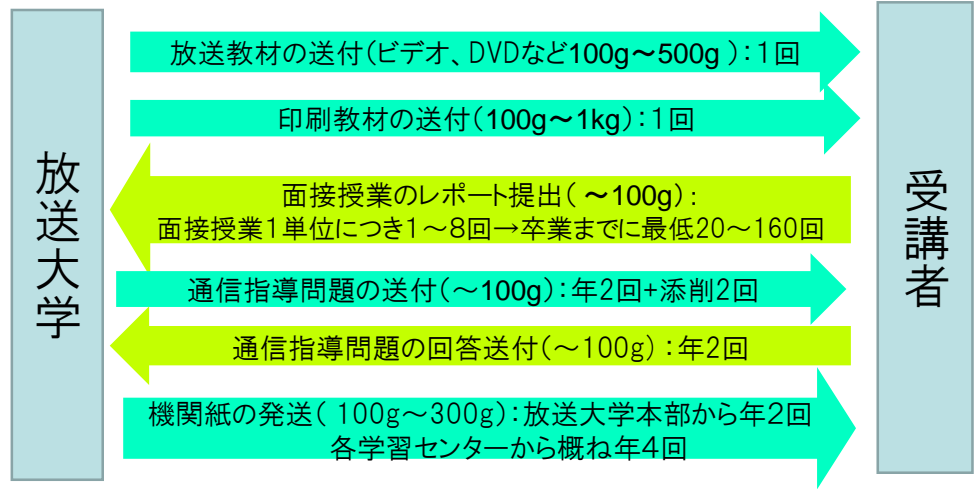 放送大学
放送教材の送付(ビデオ、DVDなど100g～500g ):1回
印刷教材の送付(100g～1kg):1回
面接授業のレポート提出( ～100g):
面接授業1単位につき1～8回→卒業までに最低20～160回
通信指導問題の送付(～100g):年2回+添削2回
通信指導問題の回答送付(～100g):年2回
機関紙の発送( 100g～300g):放送大学本部から年2回
各学習センターから概ね年4回
受講者